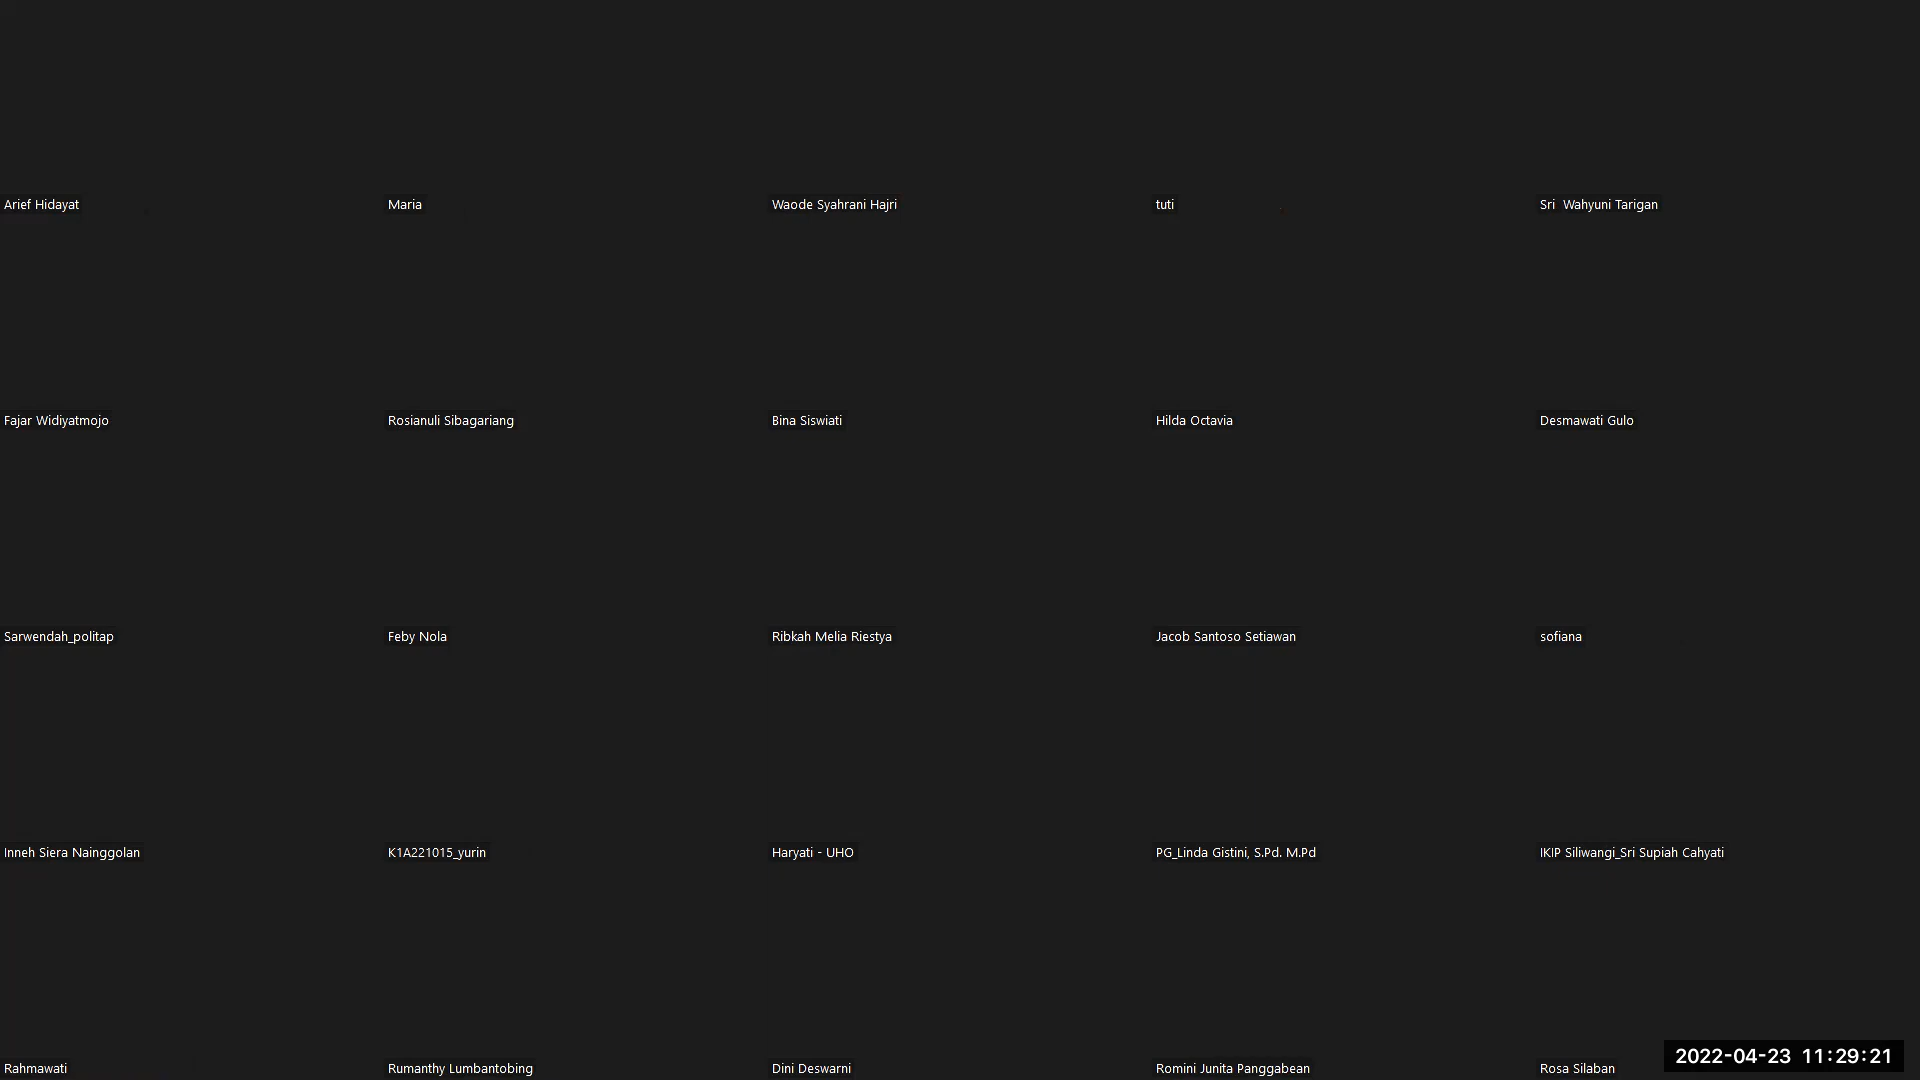 Arief Hidayat
Maria
Waode Syahrani Hajri
tuti
Sri  Wahyuni Tarigan
Fajar Widiyatmojo
Rosianuli Sibagariang
Bina Siswiati
Hilda Octavia
Desmawati Gulo
Sarwendah_politap
Feby Nola
Ribkah Melia Riestya
Jacob Santoso Setiawan
sofiana
Inneh Siera Nainggolan
K1A221015_yurin
Haryati - UHO
PG_Linda Gistini, S.Pd. M.Pd
IKIP Siliwangi_Sri Supiah Cahyati
Rahmawati
Rumanthy Lumbantobing
Dini Deswarni
Romini Junita Panggabean
Rosa Silaban
2022-04-23 11:29:21